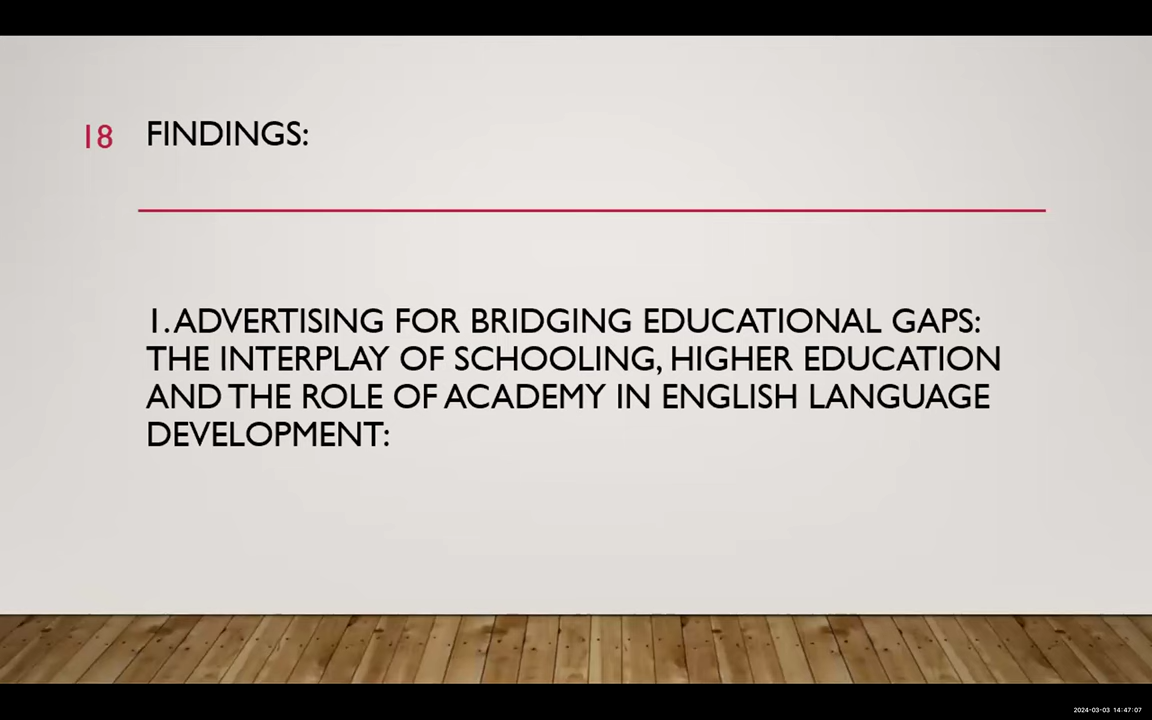 18 FINDINGS:
1. ADVERTISING FOR BRIDGING EDUCATIONAL GAPS:
THE INTERPLAY OF SCHOOLING, HIGHER EDUCATION
AND THE ROLE OF ACADEMY IN ENGLISH LANGUAGE
DEVELOPMENT:
2024-03-03 14:47:07